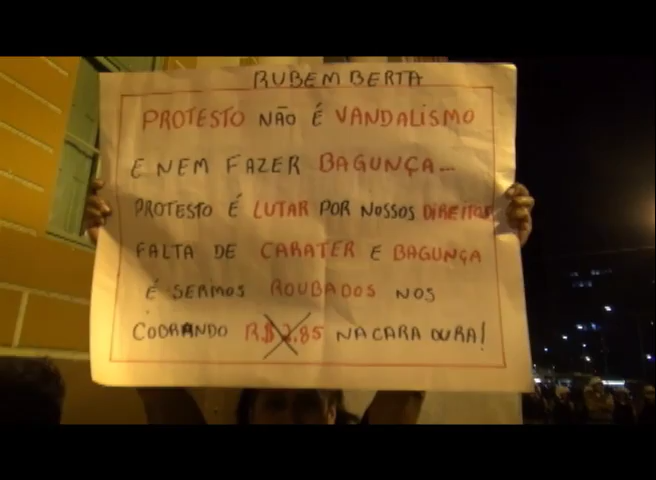 RUBEM BERTA
PROTESTO NÃO É VANDALISMO
E NEM FAZER BAGUNÇA...
PROTESTO É LUTAR POR NOSSOS DIREITOS
FALTA DE CARATER E BAGUNÇA
É SERMOS ROUBADOS NOS
COBRANDO R$2,85 NA CARA DURA!